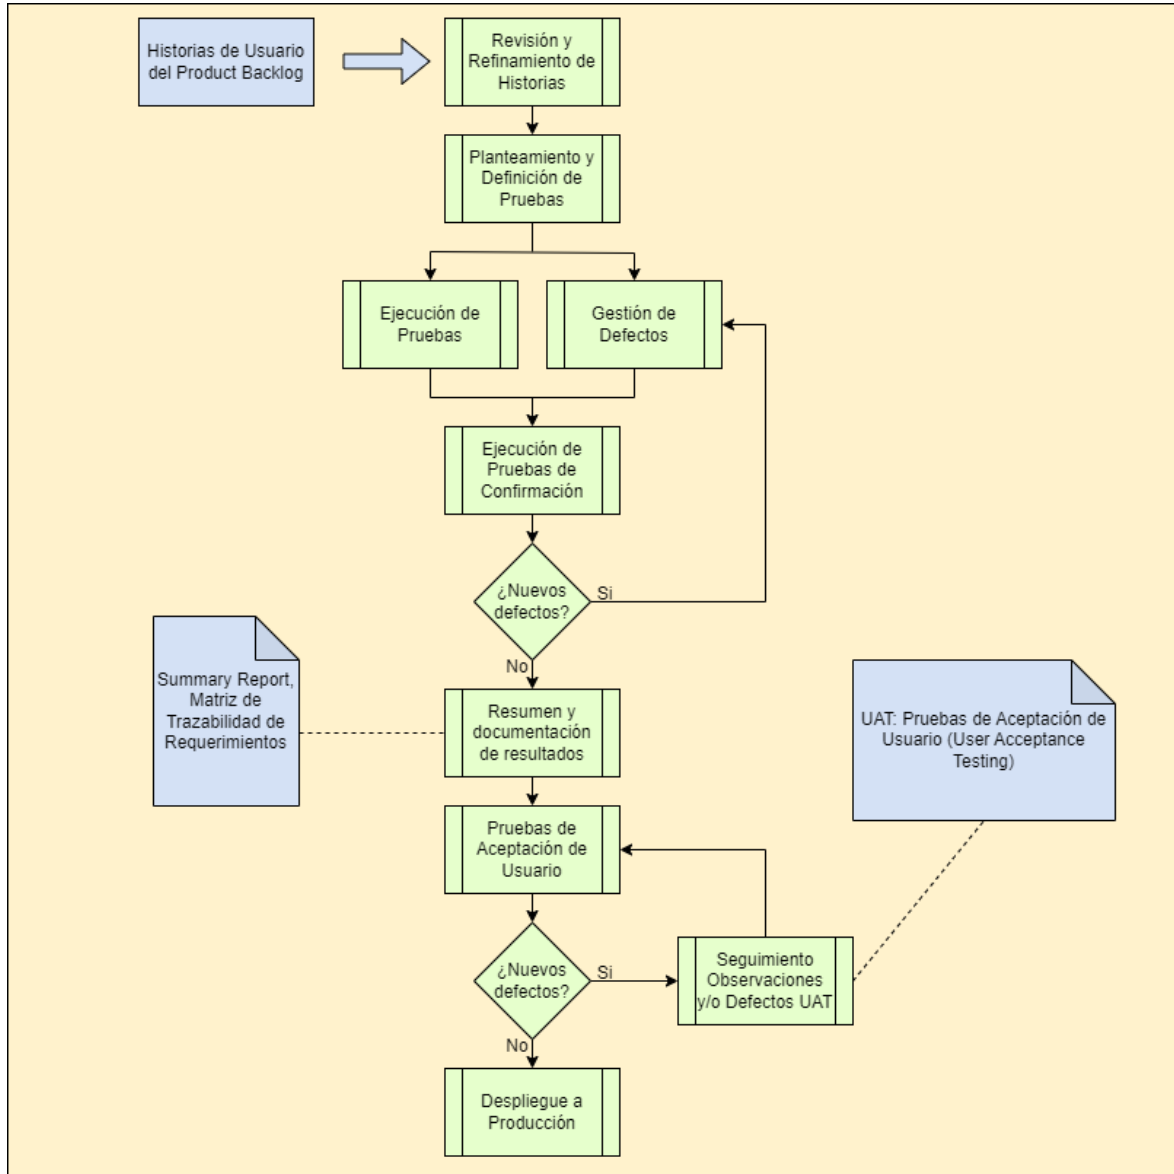 Historias de Usuario
del Product Backlog
Revisión y
Refinamiento de
Historias
Planteamiento y
Definición de
Pruebas
Ejecución de
Pruebas
Gestión de
Defectos
Ejecución de
Pruebas de
Confirmación
¿Nuevos
defectos?
Si
No
Summary Report,
Matriz de
Trazabilidad de
Requerimientos
Resumen y
documentación
de resultados
UAT: Pruebas de Aceptación de
Usuario (User Acceptance
Testing)
Pruebas de
Aceptación de
Usuario
¿Nuevos
defectos?
Si
Seguimiento
Observaciones
y/o Defectos UAT
No
Despliegue a
Producción